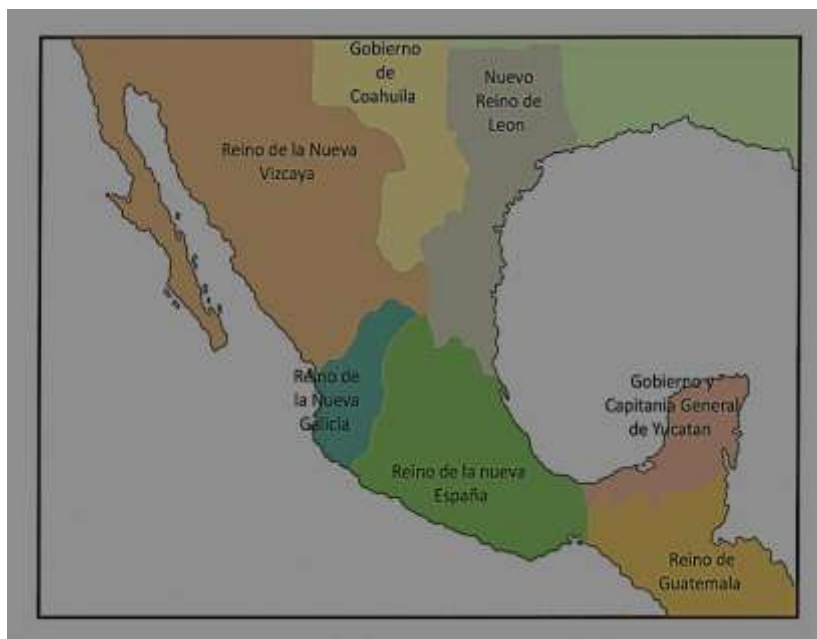 Gobierno
de
Coahuila
Nuevo
Reino de
Leon
Reino de la Nueva
Vizcaya
Reino de
la Nueva
Galicia
Gobierno y
Capitania General
de Yucatan
Reino de la nueva
España
Reino de
Guatemala